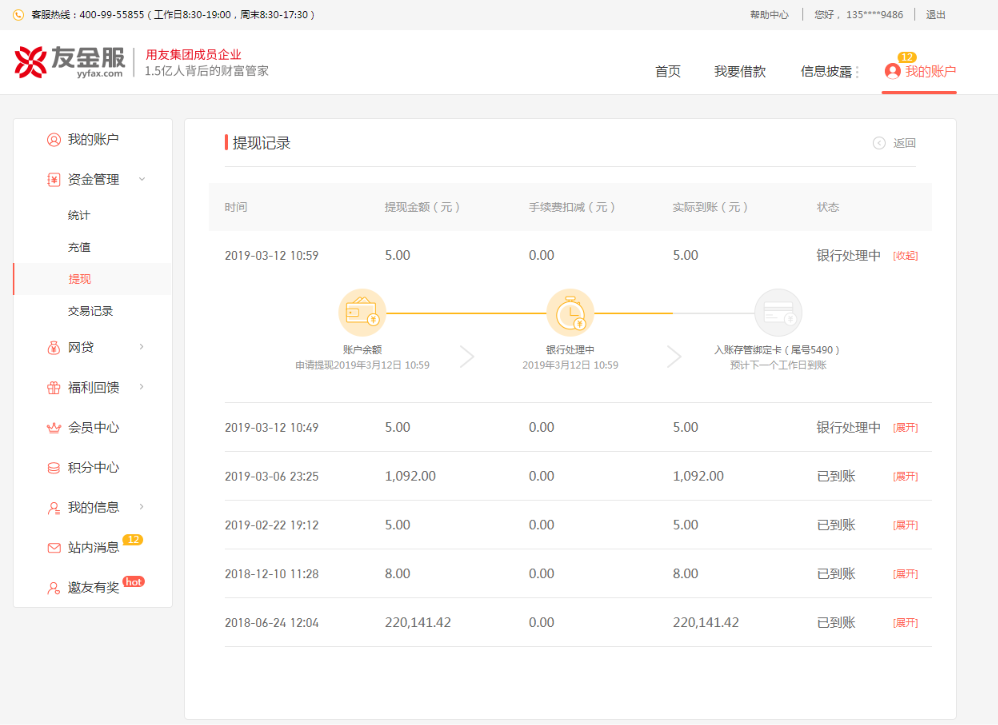 客服热线：400-99-55855（工作日8:30-19:00，周末8:30-17:30）
帮助中心 您好， 135****9486 退出
友金服
yyfax.com
用友集团成员企业
1.5亿人背后的财富管家
首页 我要借款 信息披露 我的账户 12
我的账户
资金管理
统计
充值
提现
交易记录
网贷
福利回馈
会员中心
积分中心
我的信息
站内消息 12
邀友有奖 hot
提现记录 返回
时间 提现金额（元） 手续费扣减（元） 实际到账（元） 状态
2019-03-12 10:59 5.00 0.00 5.00 银行处理中 [收起]
账户余额 银行处理中 入账存管绑定卡（尾号5490）
申请提现2019年3月12日 10:59 2019年3月12日 10:59 预计下一个工作日到账
2019-03-12 10:49 5.00 0.00 5.00 银行处理中 [展开]
2019-03-06 23:25 1,092.00 0.00 1,092.00 已到账 [展开]
2019-02-22 19:12 5.00 0.00 5.00 已到账 [展开]
2018-12-10 11:28 8.00 0.00 8.00 已到账 [展开]
2018-06-24 12:04 220,141.42 0.00 220,141.42 已到账 [展开]